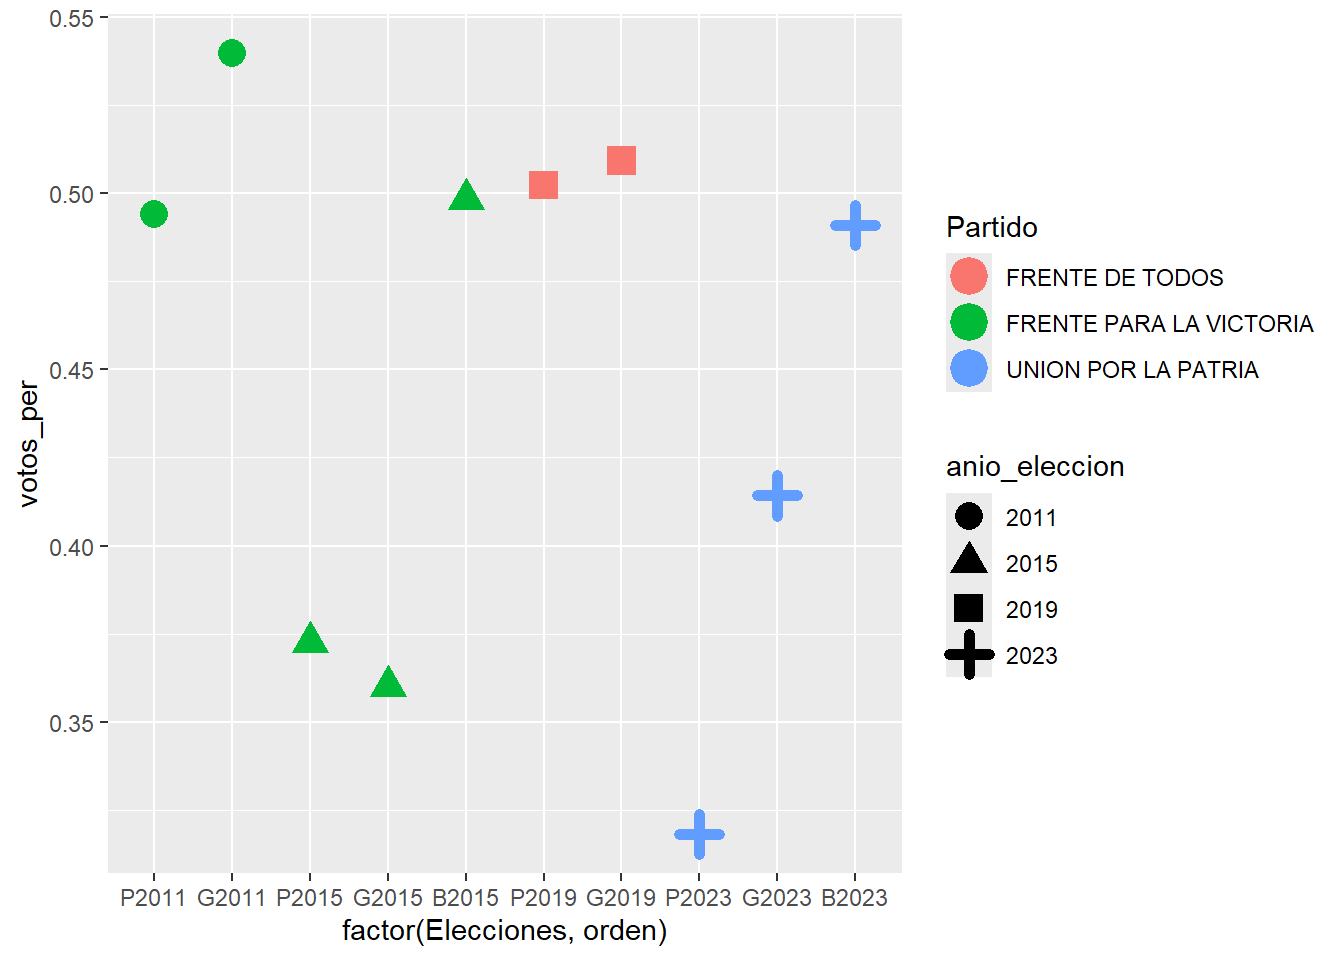 0.55
0.50
0.45
0.40
0.35
votos_per
P2011 G2011 P2015 G2015 B2015 P2019 G2019 P2023 G2023 B2023
factor(Elecciones, orden)
Partido
FRENTE DE TODOS
FRENTE PARA LA VICTORIA
UNION POR LA PATRIA
anio_eleccion
2011
2015
2019
2023